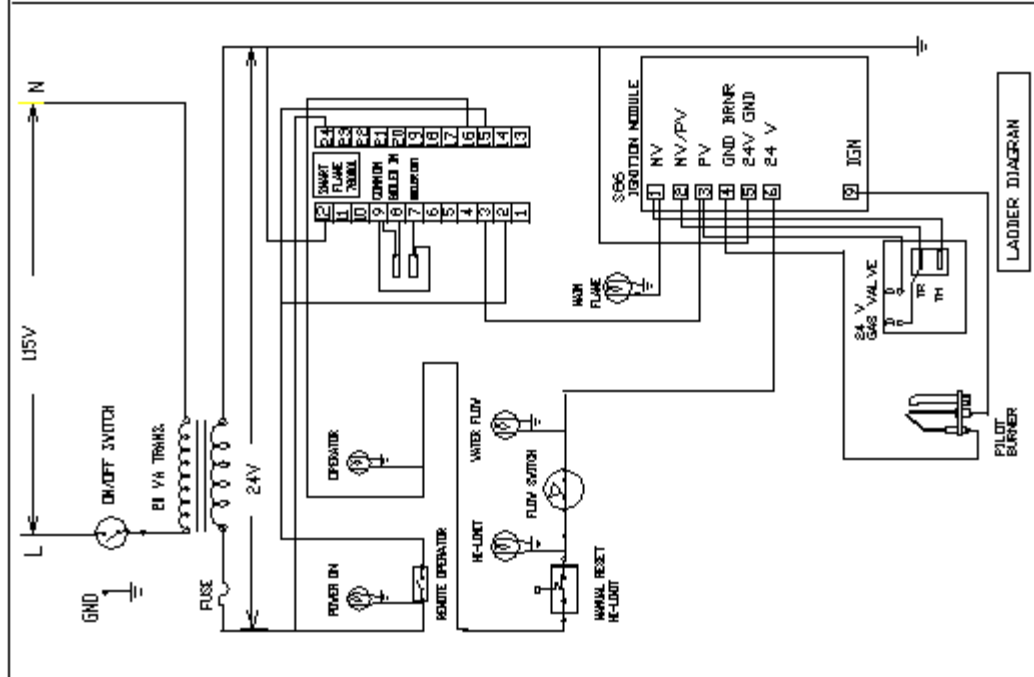 115V
L
N
GND
ON/OFF SWITCH
20 VA TRANS.
FUSE
24V
POWER ON
OPERATOR
REMOTE OPERATOR
HI-LIMIT
WATER FLOW
FLOW SWITCH
MANUAL RESET
HI-LIMIT
SMART
FLAME
COMMON
12
11
10
9
8
7
6
5
4
3
2
1
24
23
22
21
20
19
18
17
16
15
14
13
MAIN
FLAME
S86
IGNITION MODULE
1
MV
2
MV/PV
3
PV
4
GND BRNR
5
24V GND
6
24 V
9
IGN
24 V
GAS VALVE
TR
TH
PILOT
BURNER
LADDER DIAGRAM